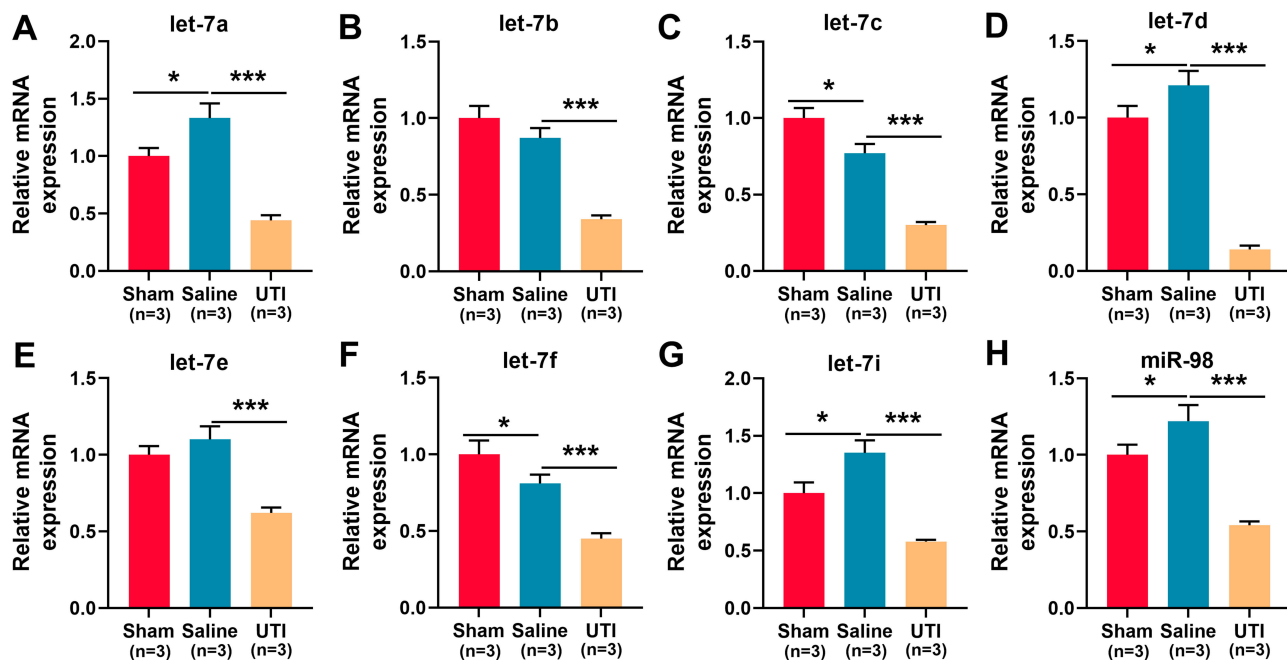 A
let-7a
Relative mRNA
expression
2.0
1.5
1.0
0.5
0.0
*
***
Sham Saline UTI
(n=3) (n=3) (n=3)
B
let-7b
Relative mRNA
expression
1.5
1.0
0.5
0.0
***
Sham Saline UTI
(n=3) (n=3) (n=3)
C
let-7c
Relative mRNA
expression
1.5
1.0
0.5
0.0
*
***
Sham Saline UTI
(n=3) (n=3) (n=3)
D
let-7d
Relative mRNA
expression
1.5
1.0
0.5
0.0
*
***
Sham Saline UTI
(n=3) (n=3) (n=3)
E
let-7e
Relative mRNA
expression
1.5
1.0
0.5
0.0
***
Sham Saline UTI
(n=3) (n=3) (n=3)
F
let-7f
Relative mRNA
expression
1.5
1.0
0.5
0.0
*
***
Sham Saline UTI
(n=3) (n=3) (n=3)
G
let-7i
Relative mRNA
expression
2.0
1.5
1.0
0.5
0.0
*
***
Sham Saline UTI
(n=3) (n=3) (n=3)
H
miR-98
Relative mRNA
expression
1.5
1.0
0.5
0.0
*
***
Sham Saline UTI
(n=3) (n=3) (n=3)